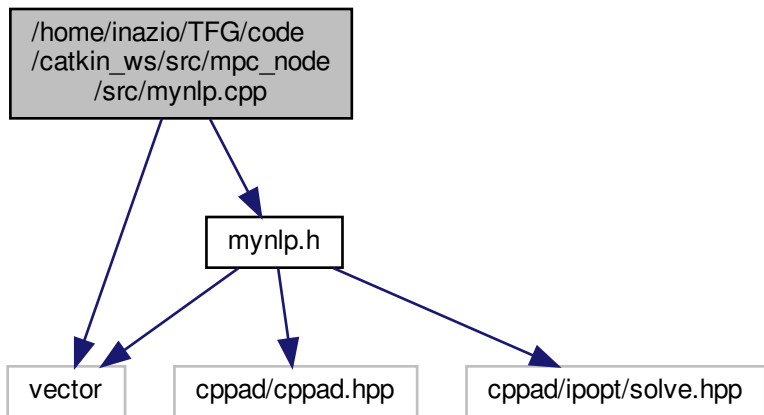 /home/inazio/TFG/code
/catkin_ws/src/mpc_node
/src/mynlp.cpp
mynlp.h
vector
cppad/cppad.hpp
cppad/ipopt/solve.hpp